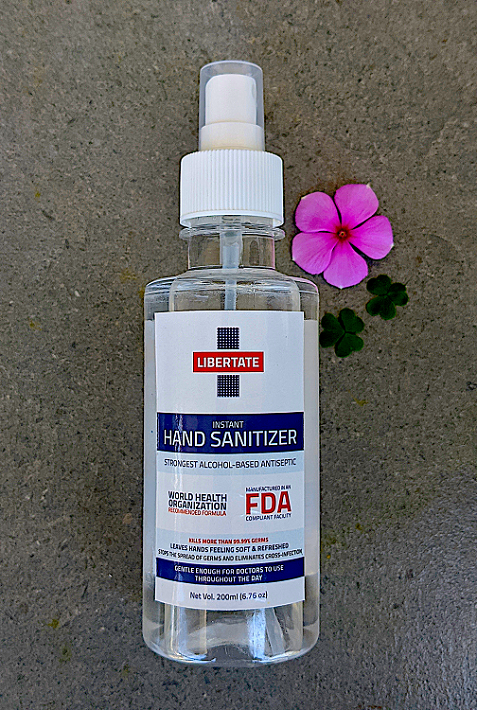 LIBERTATE
INSTANT
HAND SANITIZER
STRONGEST ALCOHOL-BASED ANTISEPTIC
WORLD HEALTH
ORGANIZATION
RECOMMENDED FORMULA
MANUFACTURED IN AN
FDA
COMPLIANT FACILITY
KILLS MORE THAN 99.99% GERMS
LEAVES HANDS FEELING SOFT & REFRESHED
STOPS THE SPREAD OF GERMS AND ELIMINATES CROSS-INFECTION
GENTLE ENOUGH FOR DOCTORS TO USE
THROUGHOUT THE DAY
Net Vol. 200ml (6.76 oz)